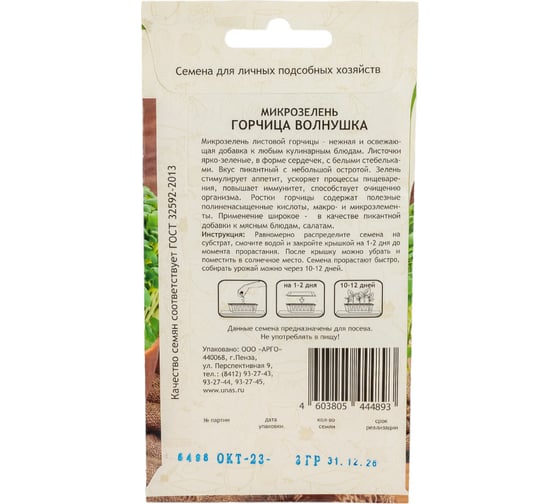 Семена для личных подсобных хозяйств
МИКРОЗЕЛЕНЬ
ГОРЧИЦА ВОЛНУШКА
Микрозелень листовой горчицы - нежная и освежаю-
щая добавка к любым кулинарным блюдам. Листочки
ярко-зеленые, в форме сердечек, с белыми стебелька-
ми. Вкус пикантный с небольшой остротой. Зелень
стимулирует аппетит, ускоряет процессы пищеваре-
ния, повышает иммунитет, способствует очищению
организма. Ростки горчицы содержат полезные
полиненасыщенные кислоты, макро- и микроэлемен-
ты. Применение широкое - в качестве пикантной
добавки к мясным блюдам, салатам.
Инструкция: Равномерно распределите семена на
субстрат, смочите водой и закройте крышкой на 1-2 дня до
момента прорастания. После крышку можно убрать и
поместить в солнечное место. Семена прорастают быстро,
собирать урожай можно через 10-12 дней.
на 1-2 дня
10-12 дней
Данные семена предназначены для посева.
Не употреблять в пищу!
Упаковано: ООО «АРГО»
440068, г.Пенза,
ул. Перспективная 9,
тел.: (8412) 93-27-43,
93-27-44, 93-27-45,
www.unas.ru
4 603805 444893
№ партии
дата
упаковки.
кол-во
семян
срок
реализации
6498 ОКТ-23- 3ГР 31.12.26
Качество семян соответствует ГОСТ 32592-2013